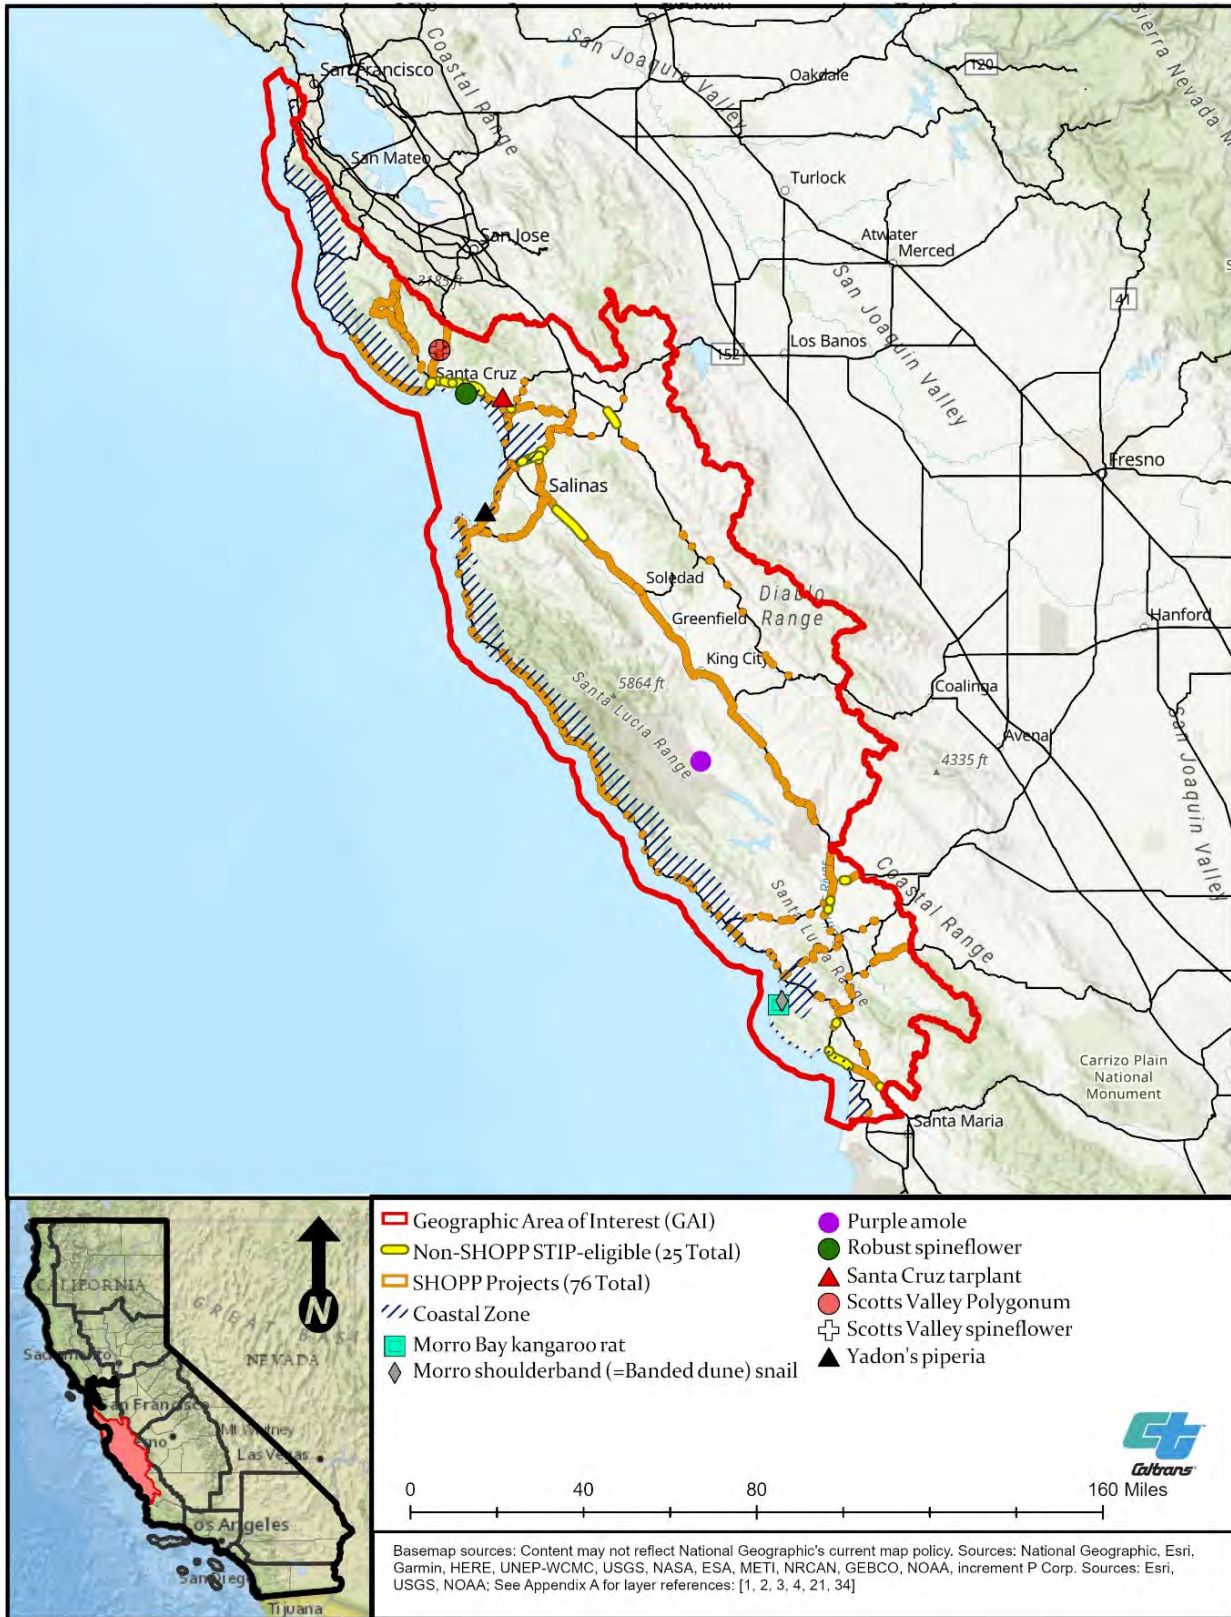 San Francisco
Coastal Range
San Joaquin Valley
Oakdale
120
Sierra Nevada
San Mateo
Turlock
San Jose
Atwater
Merced
3185 ft
San Joaquin Valley
41
152
Los Banos
Santa Cruz
Fresno
Salinas
Soledad
Diablo
Range
Greenfield
Hanford
King City
5864 ft
Santa Lucia Range
Coalinga
Avenal
4335 ft
San Joaquin Valley
River
Coastal Range
Santa Lucia Range
Carrizo Plain
National
Monument
Santa Maria
CALIFORNIA
GREAT BASI
NEVADA
Sacramento
San Francisco
Mt Whitney
Las Vegas
Los Angeles
San Diego
Tijuana
N
Geographic Area of Interest (GAI)
Non-SHOPP STIP-eligible (25 Total)
SHOPP Projects (76 Total)
Coastal Zone
Morro Bay kangaroo rat
Morro shoulderband (=Banded dune) snail
Purple amole
Robust spineflower
Santa Cruz tarplant
Scotts Valley Polygonum
Scotts Valley spineflower
Yadon's piperia
ct
Caltrans
0 40 80 160 Miles
Basemap sources: Content may not reflect National Geographic's current map policy. Sources: National Geographic, Esri,
Garmin, HERE, UNEP-WCMC, USGS, NASA, ESA, METI, NRCAN, GEBCO, NOAA, increment P Corp. Sources: Esri,
USGS, NOAA; See Appendix A for layer references: [1, 2, 3, 4, 21, 34]